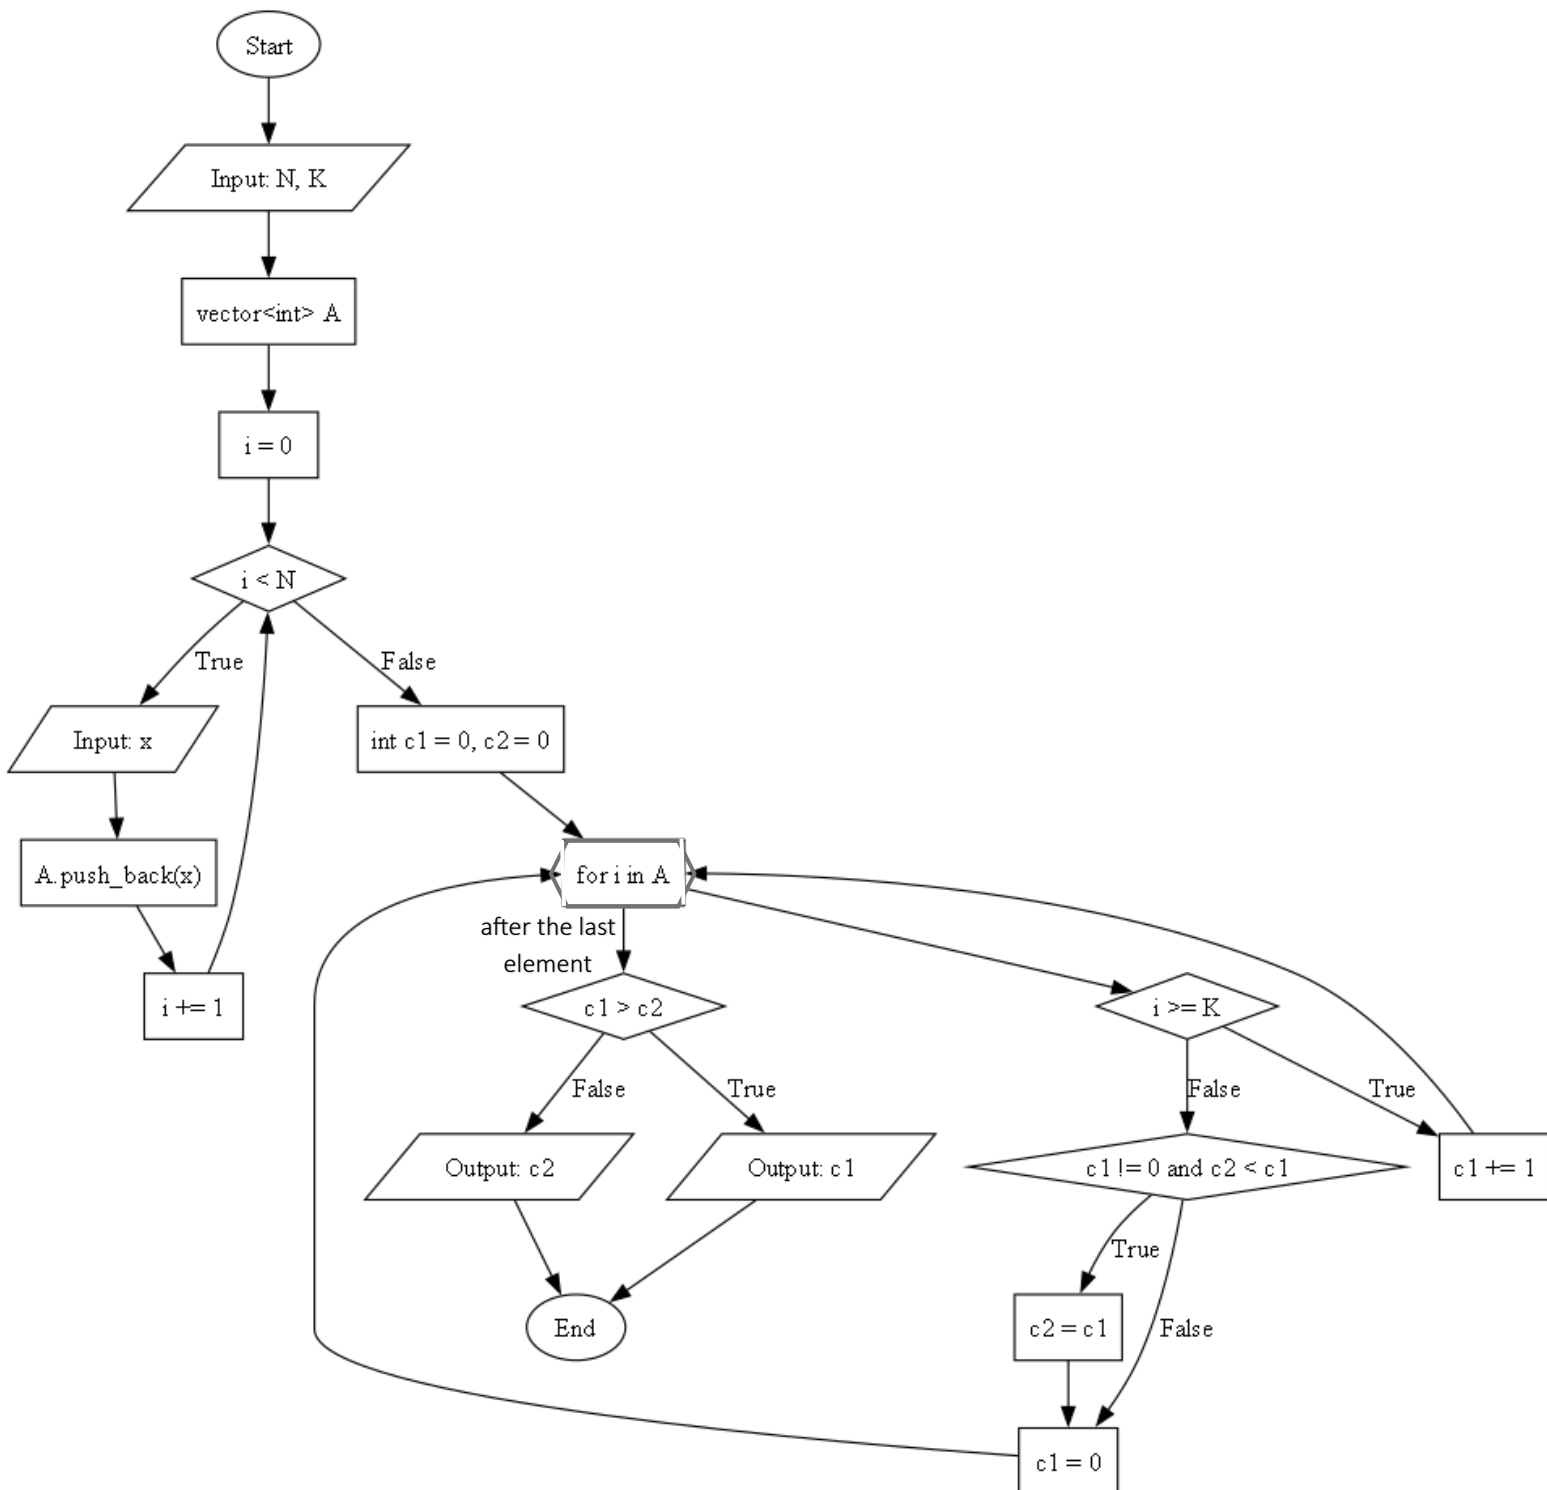 Start
Input: N, K
vector<int> A
i = 0
i < N
True
False
Input: x
int c1 = 0, c2 = 0
A.push_back(x)
for i in A
after the last
element
i += 1
c1 > c2
i >= K
False
True
False
True
Output: c2
Output: c1
c1 != 0 and c2 < c1
c1 += 1
True
End
c2 = c1
False
c1 = 0